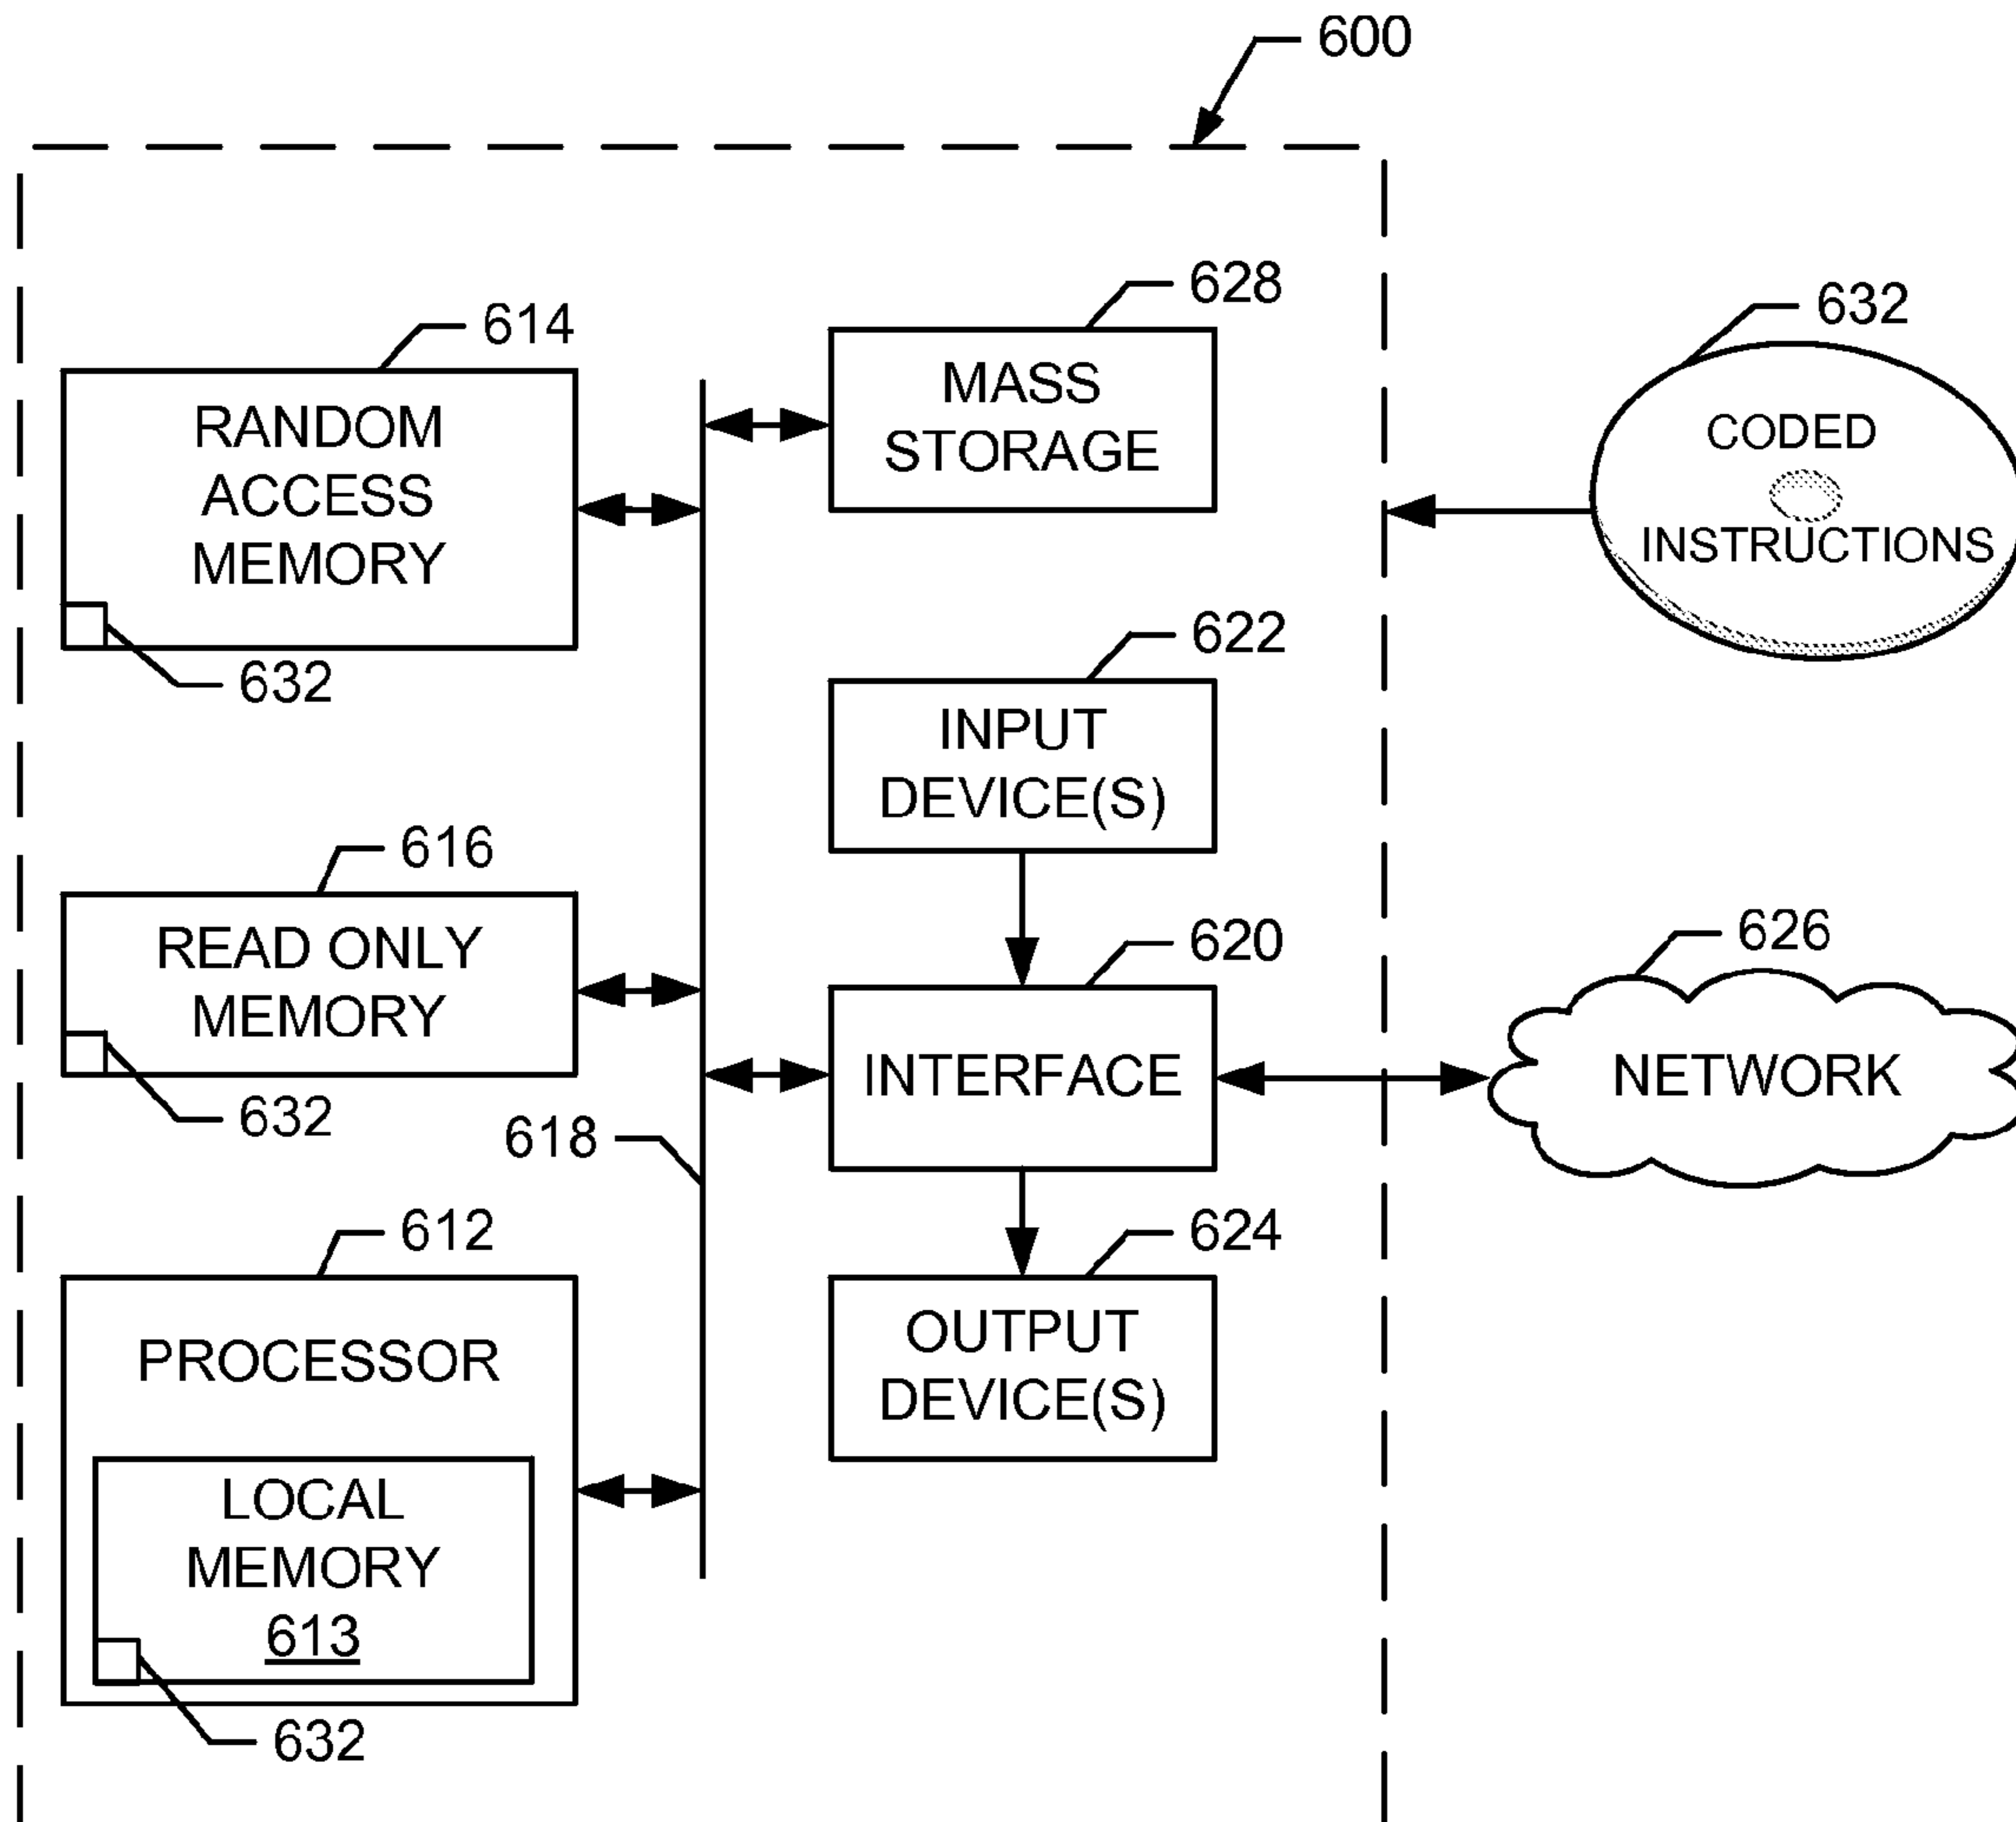 600
614
RANDOM
ACCESS
MEMORY
632
628
MASS
STORAGE
632
CODED
INSTRUCTIONS
622
INPUT
DEVICE(S)
616
READ ONLY
MEMORY
632
618
620
INTERFACE
626
NETWORK
612
PROCESSOR
LOCAL
MEMORY
613
632
624
OUTPUT
DEVICE(S)